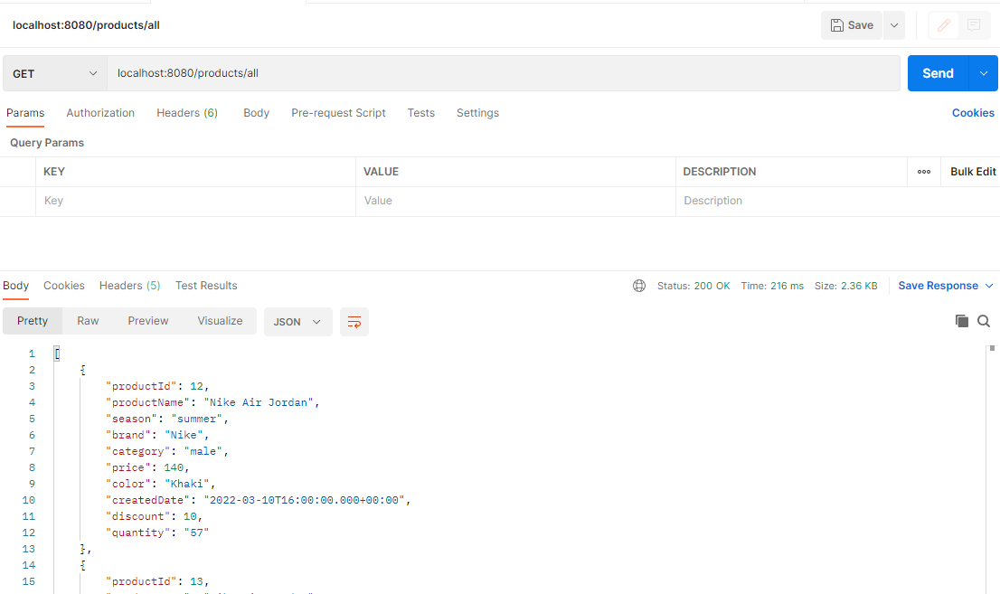 localhost:8080/products/all
Save
GET
localhost:8080/products/all
Send
Params Authorization Headers (6) Body Pre-request Script Tests Settings Cookies
Query Params
KEY VALUE DESCRIPTION ooo Bulk Edit
Key Value Description
Body Cookies Headers (5) Test Results Status: 200 OK Time: 216 ms Size: 2.36 KB Save Response
Pretty Raw Preview Visualize JSON
1 [
2 {
3 "productId": 12,
4 "productName": "Nike Air Jordan",
5 "season": "summer",
6 "brand": "Nike",
7 "category": "male",
8 "price": 140,
9 "color": "Khaki",
10 "createdDate": "2022-03-10T16:00:00.000+00:00",
11 "discount": 10,
12 "quantity": "57"
13 },
14 {
15 "productId": 13,